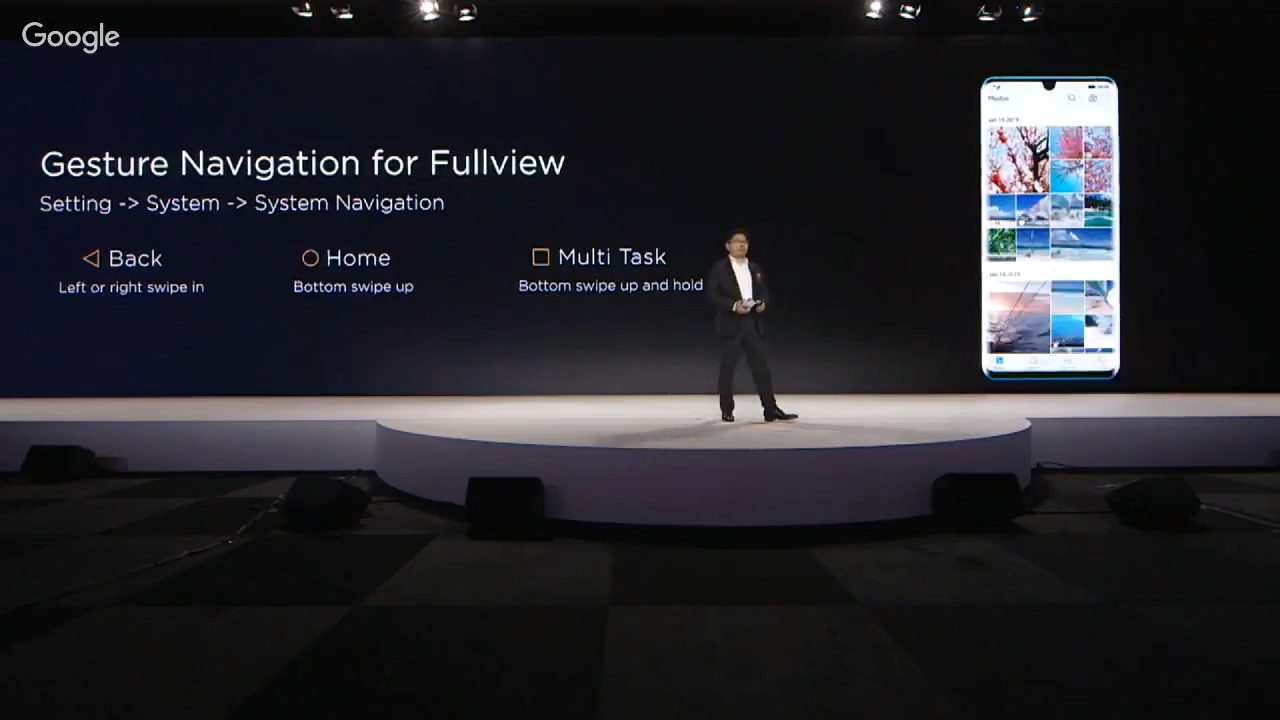 Google
Gesture Navigation for Fullview
Setting -> System -> System Navigation
Back
Home
Multi Task
Left or right swipe in
Bottom swipe up
Bottom swipe up and hold
Photos